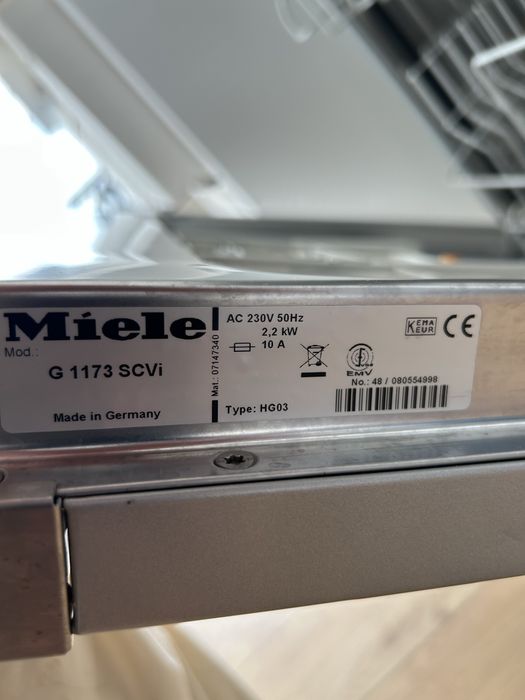 Miele
Mod.:
G 1173 SCVi
Made in Germany
Mat.: 07147340
AC 230V 50Hz
2,2 kW
10 A
Type: HG03
KEMA
KEUR
CE
EMV
No.: 48 / 080554998